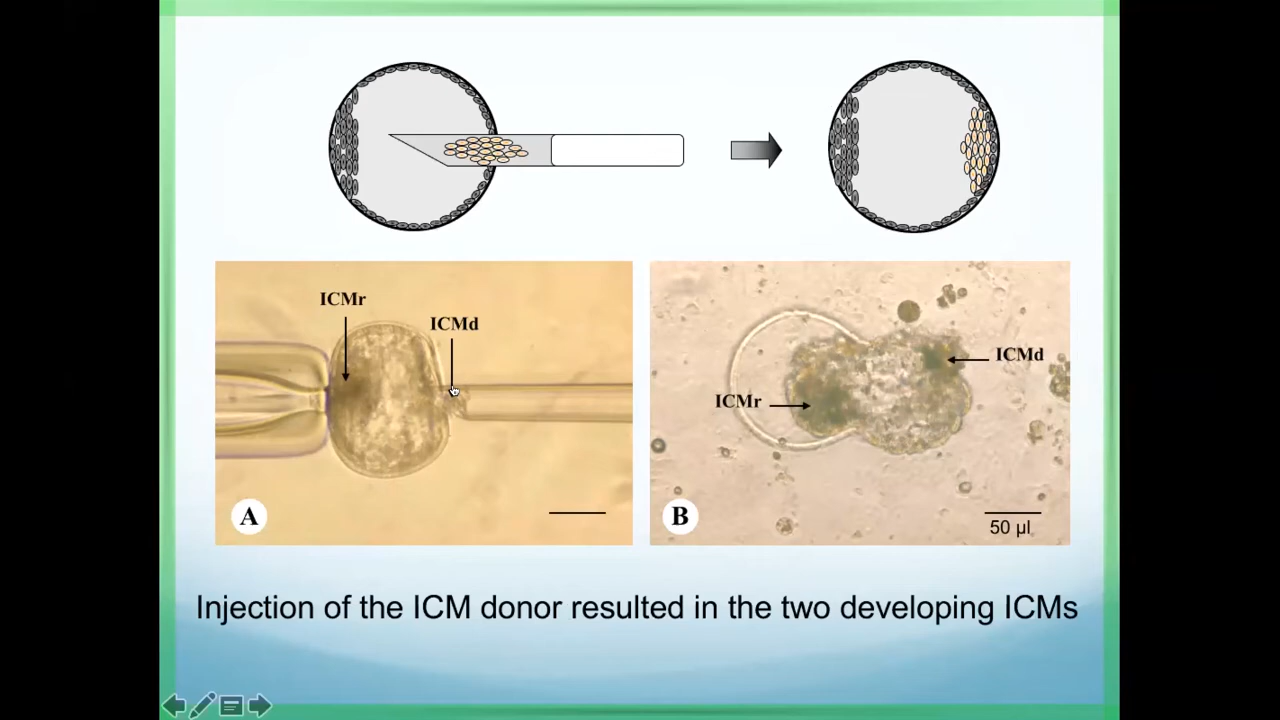 ICMr
ICMd
A
ICMd
ICMr
B
50 µl
Injection of the ICM donor resulted in the two developing ICMs